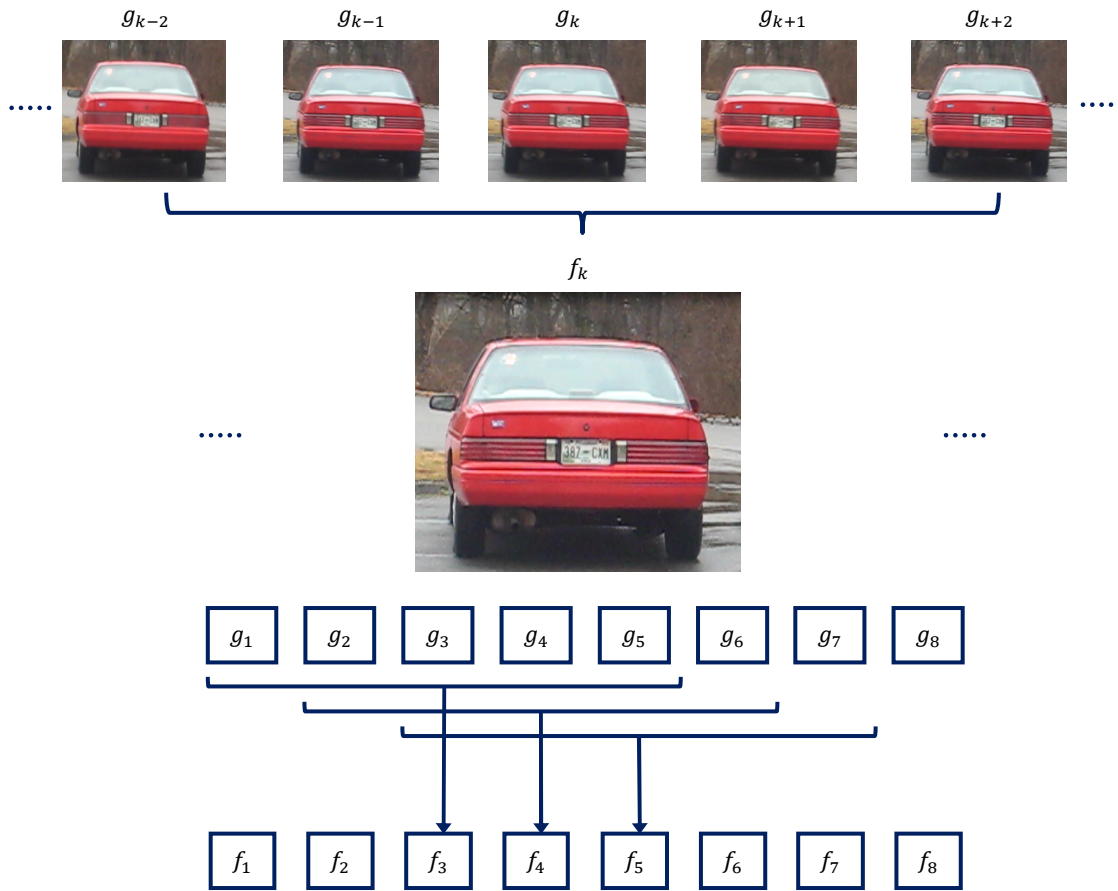 g_{k−2} g_{k−1} g_k g_{k+1} g_{k+2}
f_k
387-CXM
g_1 g_2 g_3 g_4 g_5 g_6 g_7 g_8
f_1 f_2 f_3 f_4 f_5 f_6 f_7 f_8